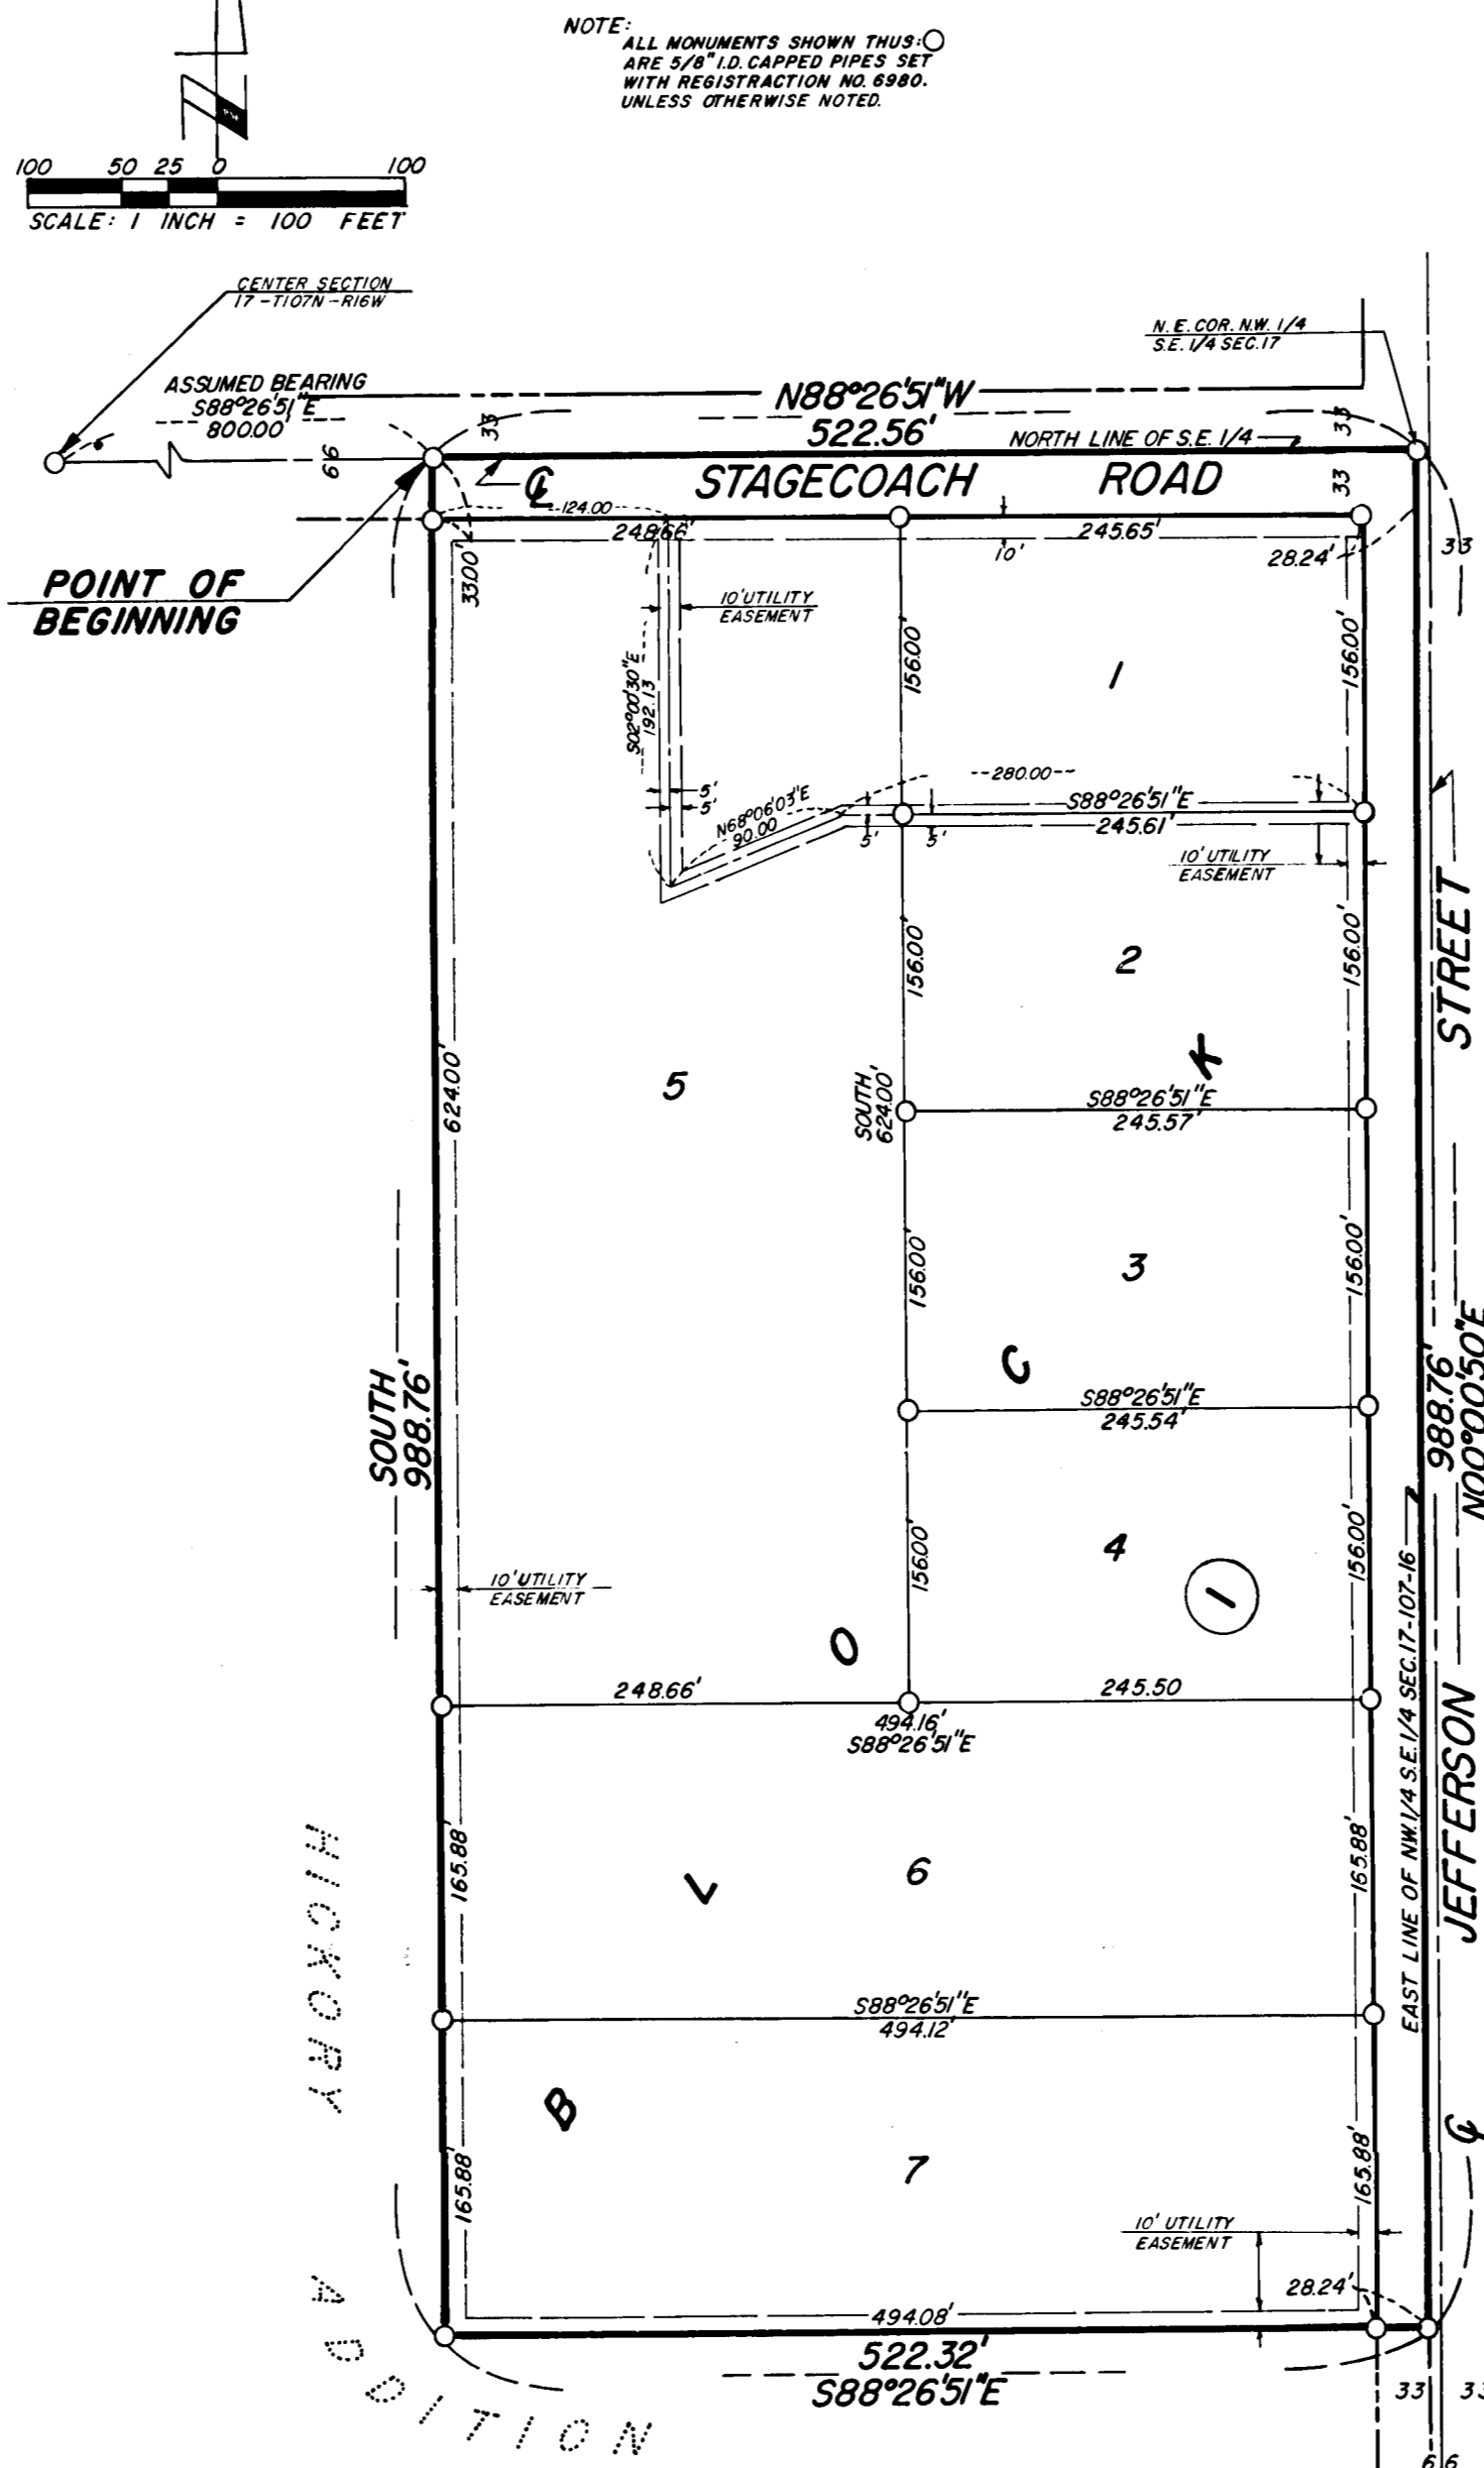 NOTE:
ALL MONUMENTS SHOWN THUS:
ARE 5/8" I.D. CAPPED PIPES SET
WITH REGISTRACTION NO. 6980.
UNLESS OTHERWISE NOTED.
100 50 25 0 100
SCALE: 1 INCH = 100 FEET
CENTER SECTION
17-T107N-R16W
N.E. COR. N.W. 1/4
S.E. 1/4 SEC.17
ASSUMED BEARING
S88°26'51"E
800.00'
N88°26'51"W
522.56'
33
33
NORTH LINE OF S.E. 1/4
66
STAGECOACH ROAD
33
124.00
248.66'
245.65'
10'
28.24'
33
33.00'
POINT OF
BEGINNING
10' UTILITY
EASEMENT
156.00'
156.00'
1
S02°00'30"E
192.13
280.00
5'
5'
N68°06'03"E
90.00
S88°26'51"E
245.61'
5'
5'
10' UTILITY
EASEMENT
STREET
156.00'
156.00'
2
K
624.00'
5
SOUTH
624.00'
S88°26'51"E
245.57'
156.00'
156.00'
3
C
SOUTH
988.76'
S88°26'51"E
245.54'
988.76'
N00°00'50"E
156.00'
156.00'
4
1
10' UTILITY
EASEMENT
O
EAST LINE OF NW.1/4 S.E.1/4 SEC.17-107-16
248.66'
245.50
494.16'
S88°26'51"E
JEFFERSON
165.88'
165.88'
6
L
HICKORY
S88°26'51"E
494.12'
B
165.88'
165.88'
7
10' UTILITY
EASEMENT
28.24'
494.08'
522.32'
S88°26'51"E
33 33
66
ADDITION